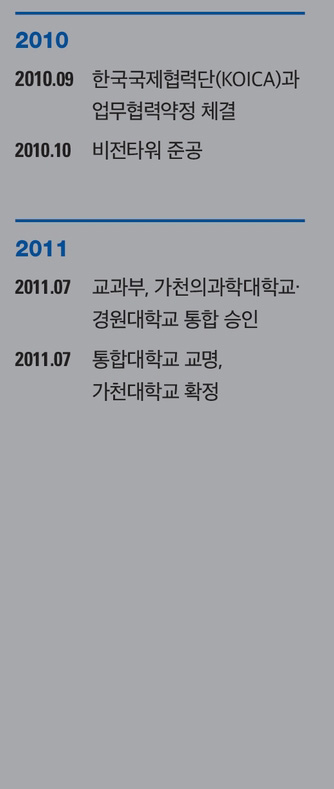 2010
2010.09 한국국제협력단(KOICA)과
업무협력약정 체결
2010.10 비전타워 준공
2011
2011.07 교과부, 가천의과학대학교·
경원대학교 통합 승인
2011.07 통합대학교 교명,
가천대학교 확정